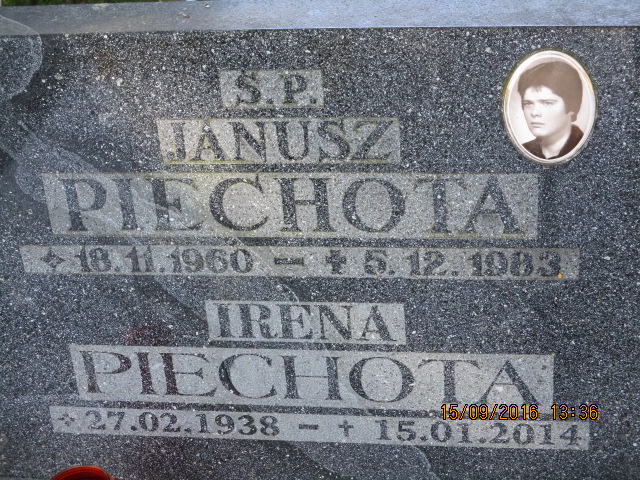 Ś.P.
JANUSZ
PIECHOTA
✧ 18.11.1960 – ✝ 5.12.1983
IRENA
PIECHOTA
✧ 27.02.1938 – ✝ 15.01.2014
15/09/2016 13:36